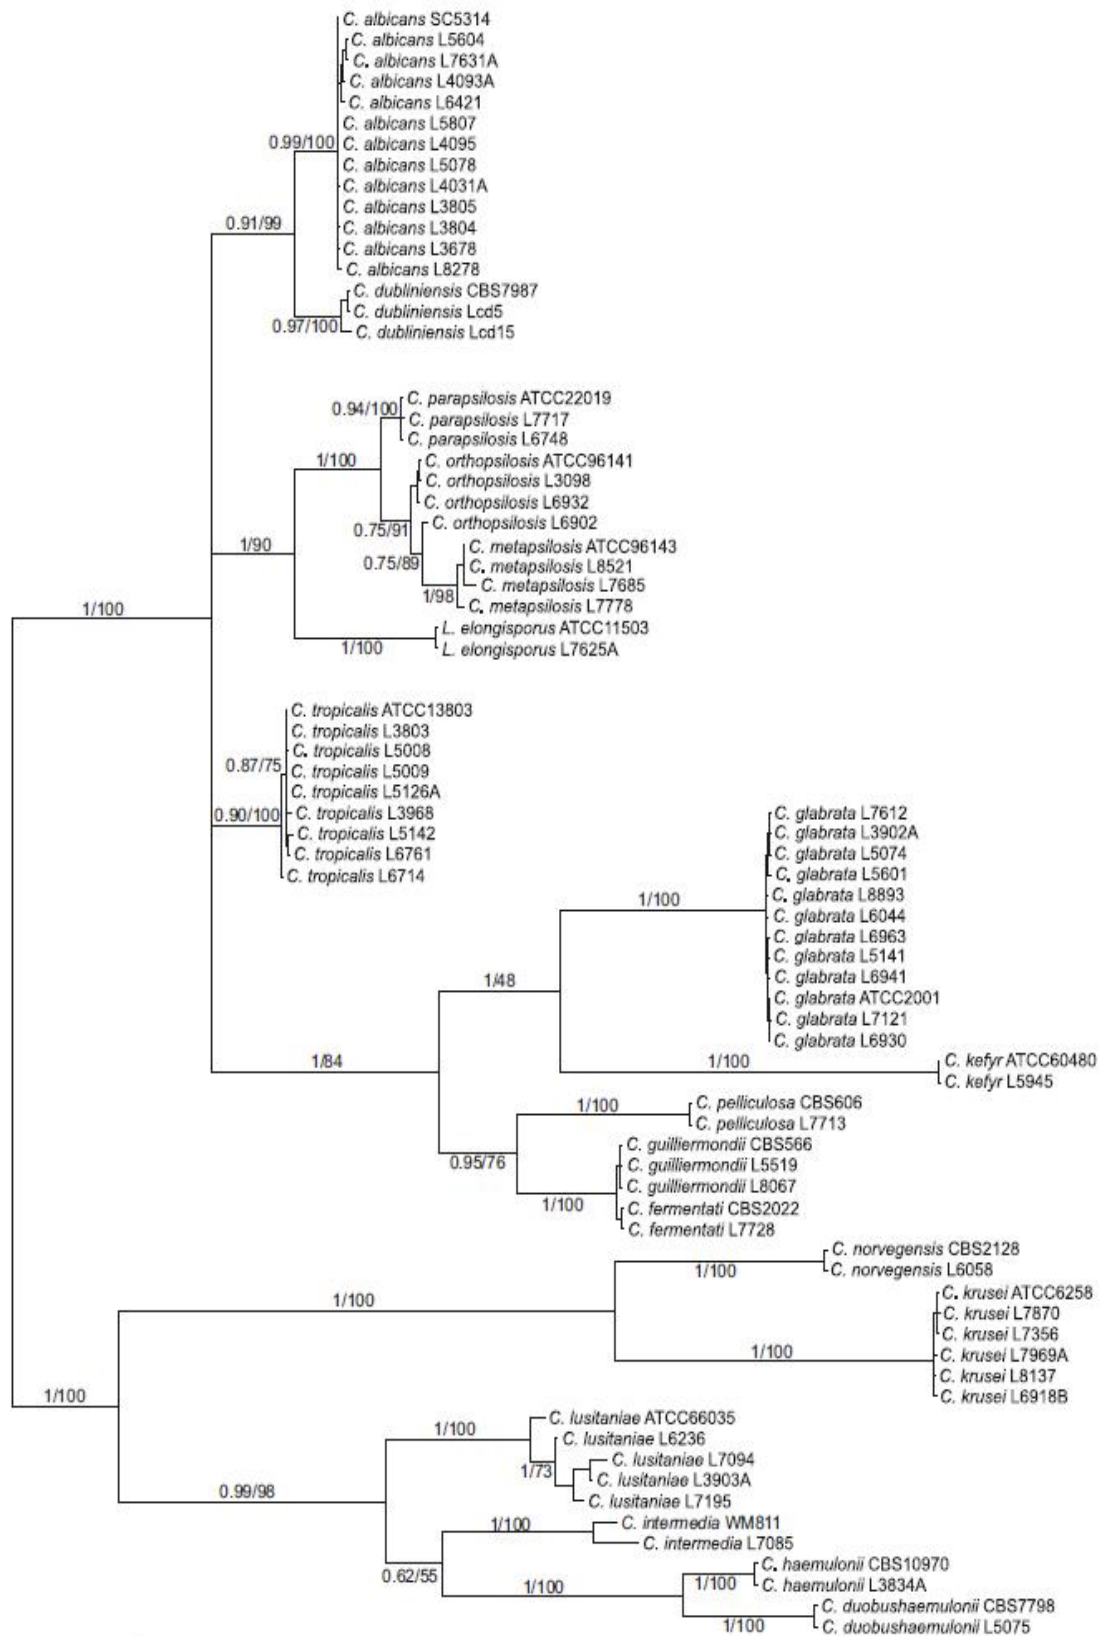 C. albicans SC5314
C. albicans L5604
C. albicans L7631A
C. albicans L4093A
C. albicans L6421
C. albicans L5807
0.99/100
C. albicans L4095
C. albicans L5078
C. albicans L4031A
C. albicans L3805
0.91/99
C. albicans L3804
C. albicans L3678
C. albicans L8278
C. dubliniensis CBS7987
C. dubliniensis Lcd5
0.97/100
C. dubliniensis Lcd15
C. parapsilosis ATCC22019
0.94/100
C. parapsilosis L7717
C. parapsilosis L6748
1/100
C. orthopsilosis ATCC96141
C. orthopsilosis L3098
C. orthopsilosis L6932
0.75/91
C. orthopsilosis L6902
1/90
C. metapsilosis ATCC96143
0.75/89
C. metapsilosis L8521
C. metapsilosis L7685
1/98
C. metapsilosis L7778
1/100
L. elongisporus ATCC11503
1/100
L. elongisporus L7625A
C. tropicalis ATCC13803
C. tropicalis L3803
C. tropicalis L5008
0.87/75
C. tropicalis L5009
C. tropicalis L5126A
0.90/100
C. tropicalis L3968
C. tropicalis L5142
C. tropicalis L6761
C. tropicalis L6714
C. glabrata L7612
C. glabrata L3902A
C. glabrata L5074
C. glabrata L5601
1/100
C. glabrata L8893
C. glabrata L6044
C. glabrata L6963
C. glabrata L5141
1/48
C. glabrata L6941
C. glabrata ATCC2001
C. glabrata L7121
C. glabrata L6930
1/84
1/100
C. kefyr ATCC60480
C. kefyr L5945
1/100
C. pelliculosa CBS606
C. pelliculosa L7713
C. guilliermondii CBS566
0.95/76
C. guilliermondii L5519
C. guilliermondii L8067
1/100
C. fermentati CBS2022
C. fermentati L7728
C. norvegensis CBS2128
1/100
C. norvegensis L6058
1/100
C. krusei ATCC6258
C. krusei L7870
C. krusei L7356
1/100
C. krusei L7969A
C. krusei L8137
1/100
C. krusei L6918B
C. lusitaniae ATCC66035
1/100
C. lusitaniae L6236
C. lusitaniae L7094
1/73
C. lusitaniae L3903A
0.99/98
C. lusitaniae L7195
1/100
C. intermedia WM811
C. intermedia L7085
C. haemulonii CBS10970
0.62/55
1/100
1/100
C. haemulonii L3834A
C. duobushaemulonii CBS7798
1/100
C. duobushaemulonii L5075